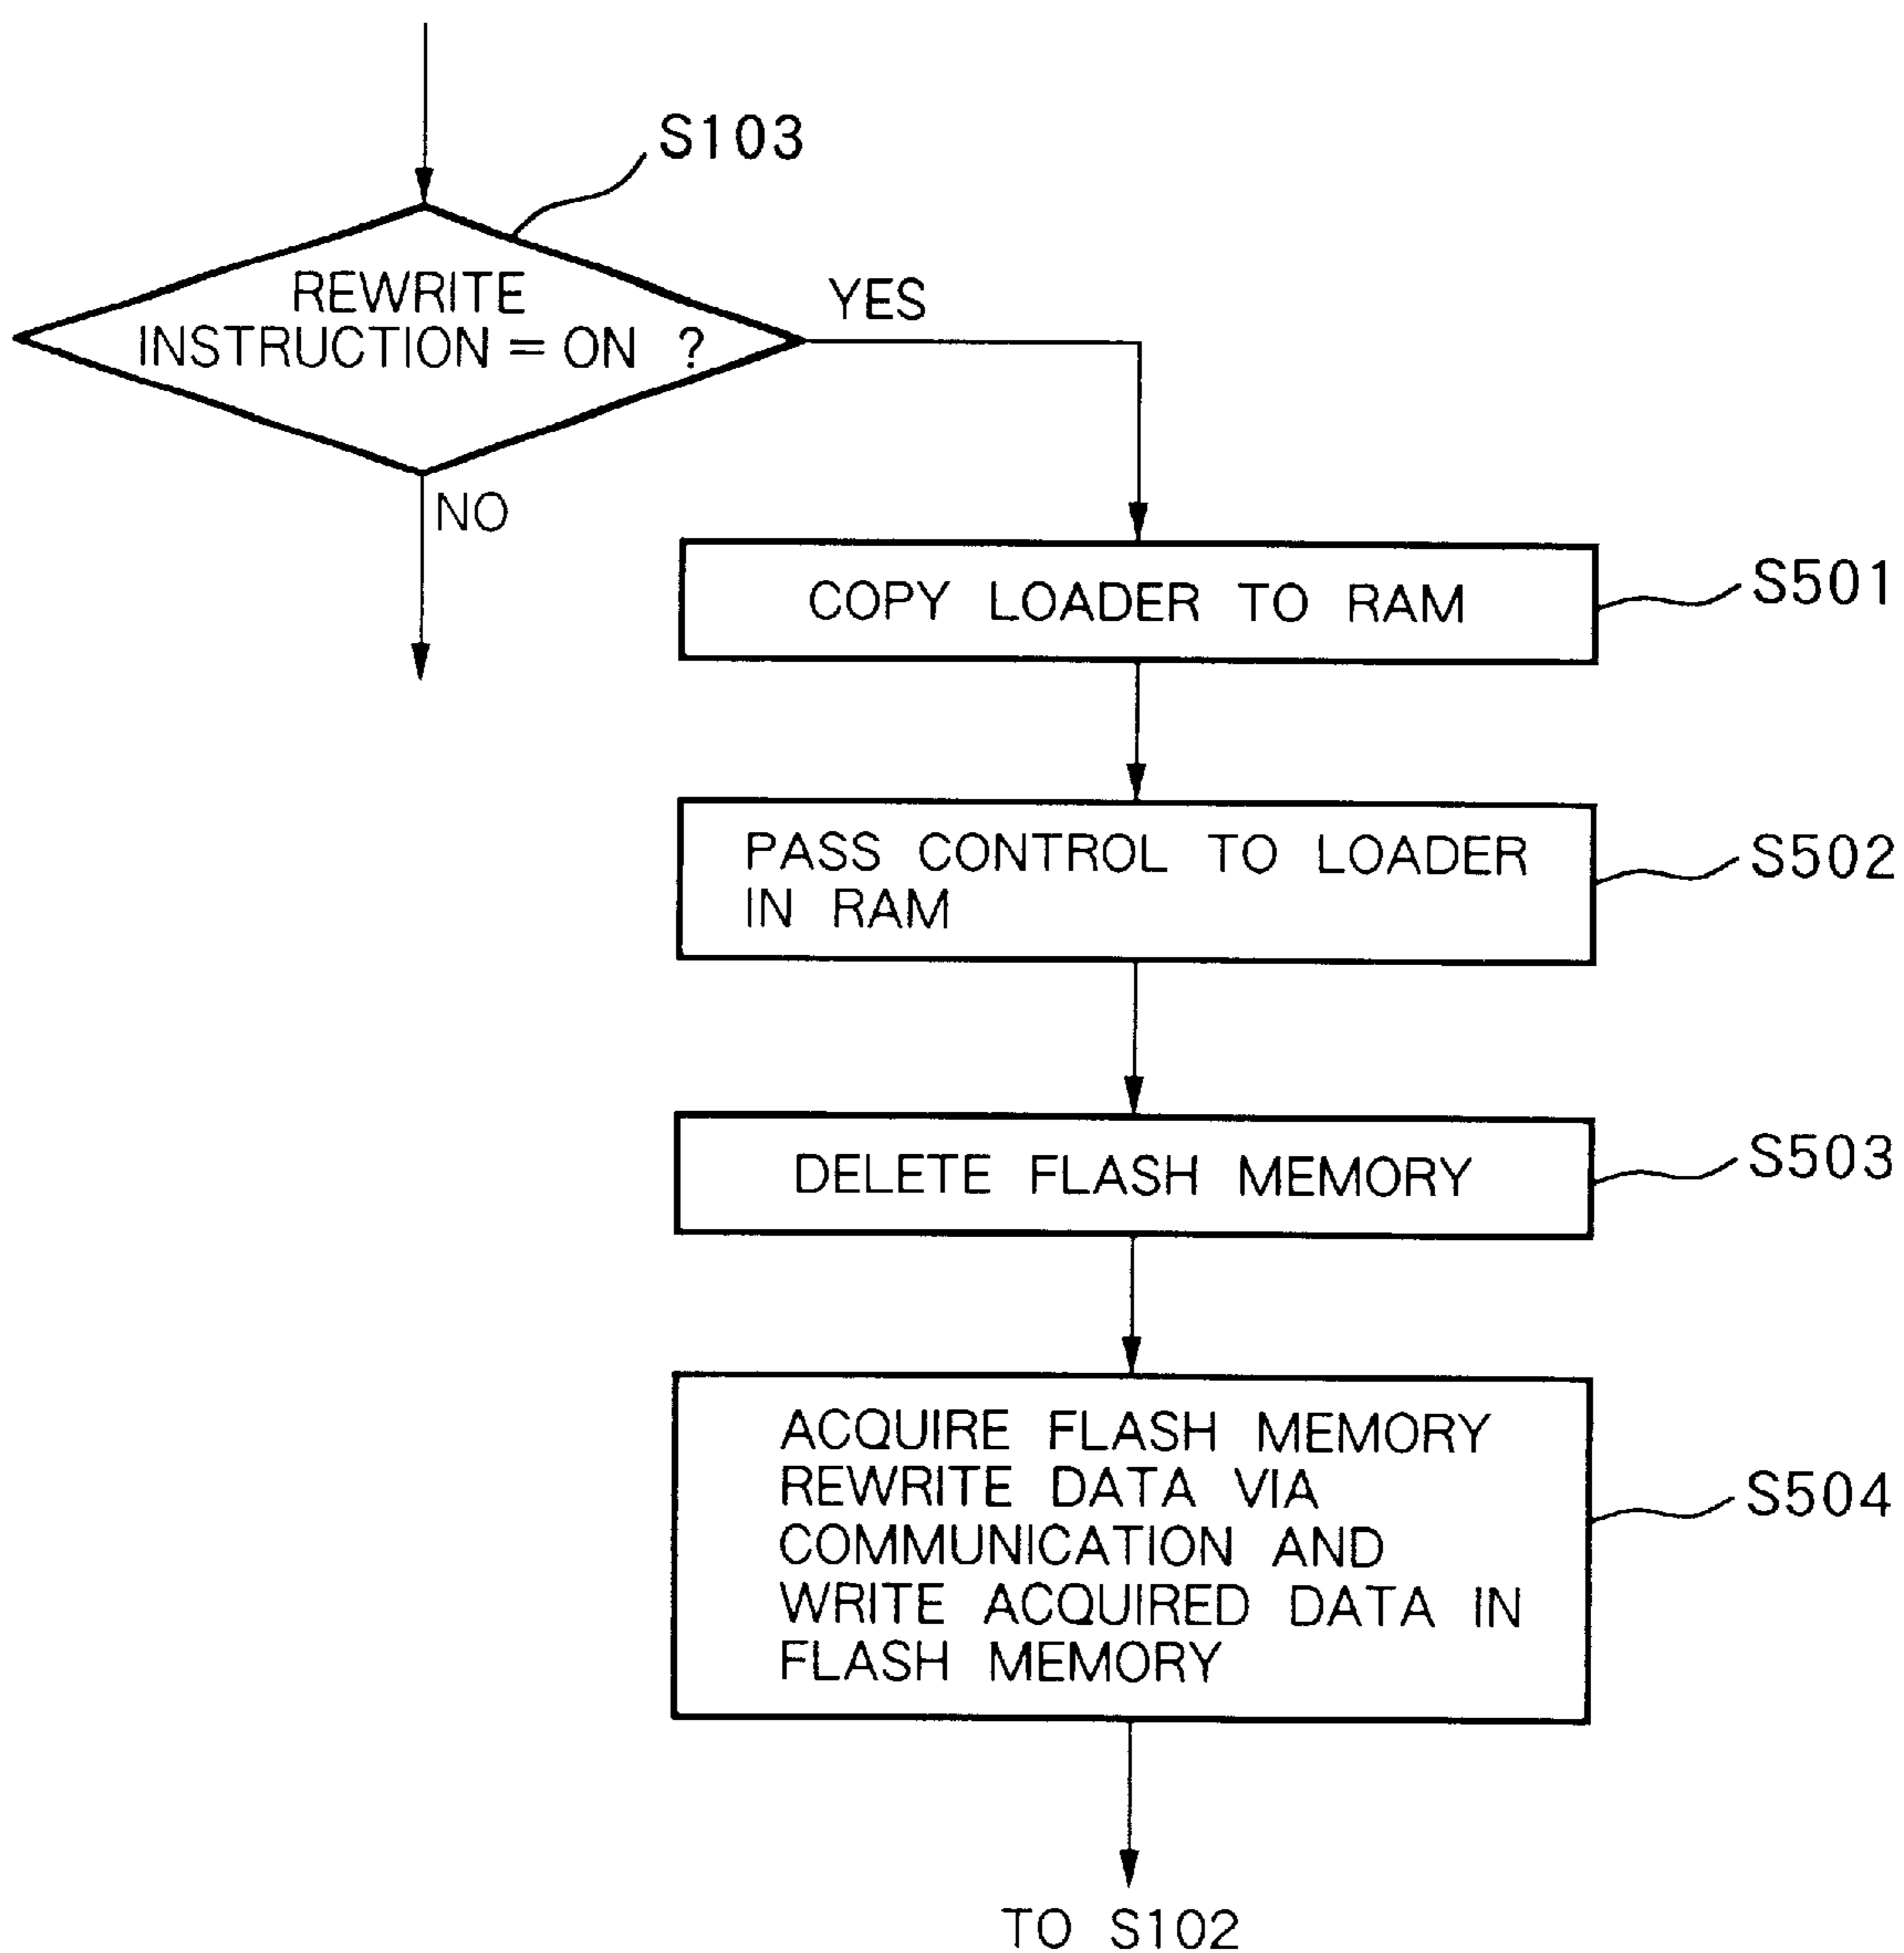 S103
REWRITE
INSTRUCTION = ON ?
YES
NO
COPY LOADER TO RAM
S501
PASS CONTROL TO LOADER
IN RAM
S502
DELETE FLASH MEMORY
S503
ACQUIRE FLASH MEMORY
REWRITE DATA VIA
COMMUNICATION AND
WRITE ACQUIRED DATA IN
FLASH MEMORY
S504
TO S102